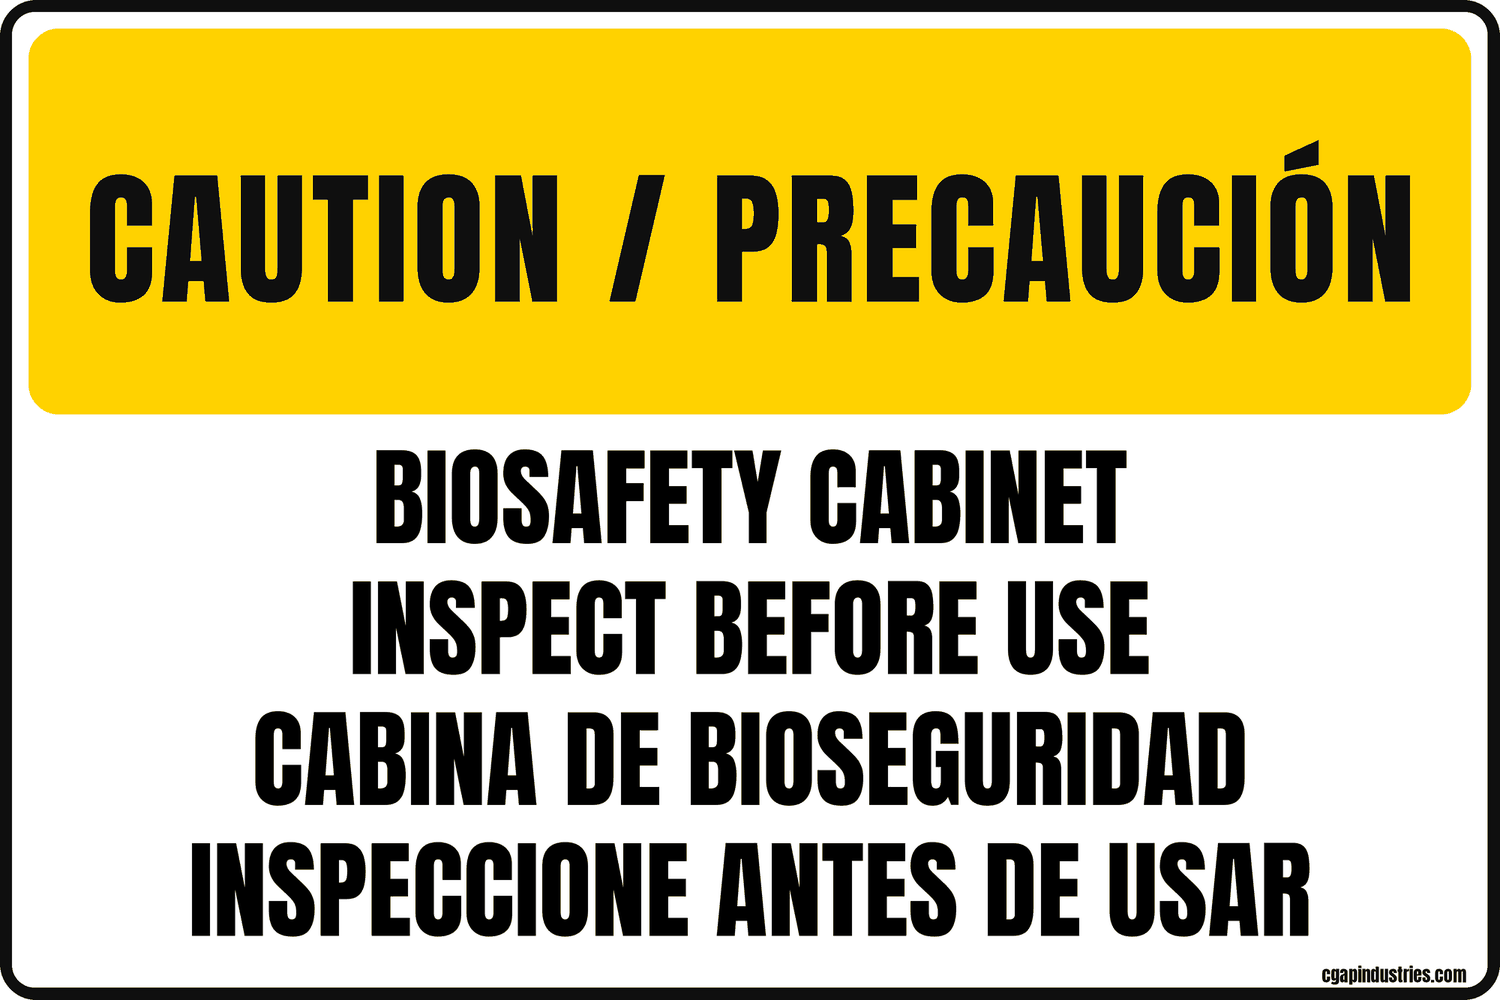 CAUTION / PRECAUCIÓN
BIOSAFETY CABINET
INSPECT BEFORE USE
CABINA DE BIOSEGURIDAD
INSPECCIONE ANTES DE USAR
cgapindustries.com